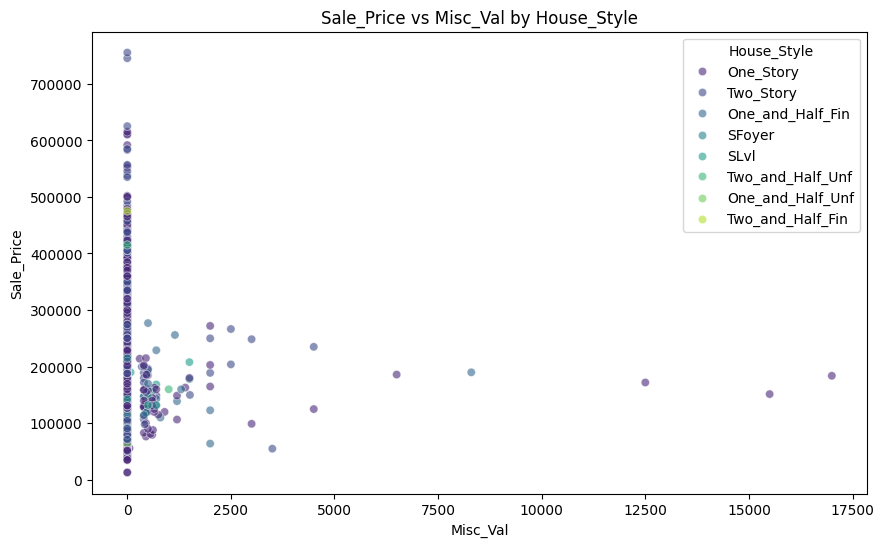 Sale_Price vs Misc_Val by House_Style
House_Style
One_Story
Two_Story
One_and_Half_Fin
SFoyer
SLvl
Two_and_Half_Unf
One_and_Half_Unf
Two_and_Half_Fin
Sale_Price
700000
600000
500000
400000
300000
200000
100000
0
0 2500 5000 7500 10000 12500 15000 17500
Misc_Val